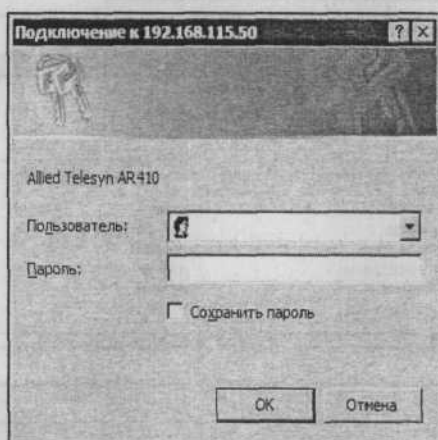 Подключение к 192.168.115.50
Allied Telesyn AR410
Пользователь:
Пароль:
Сохранить пароль
OK
Отмена